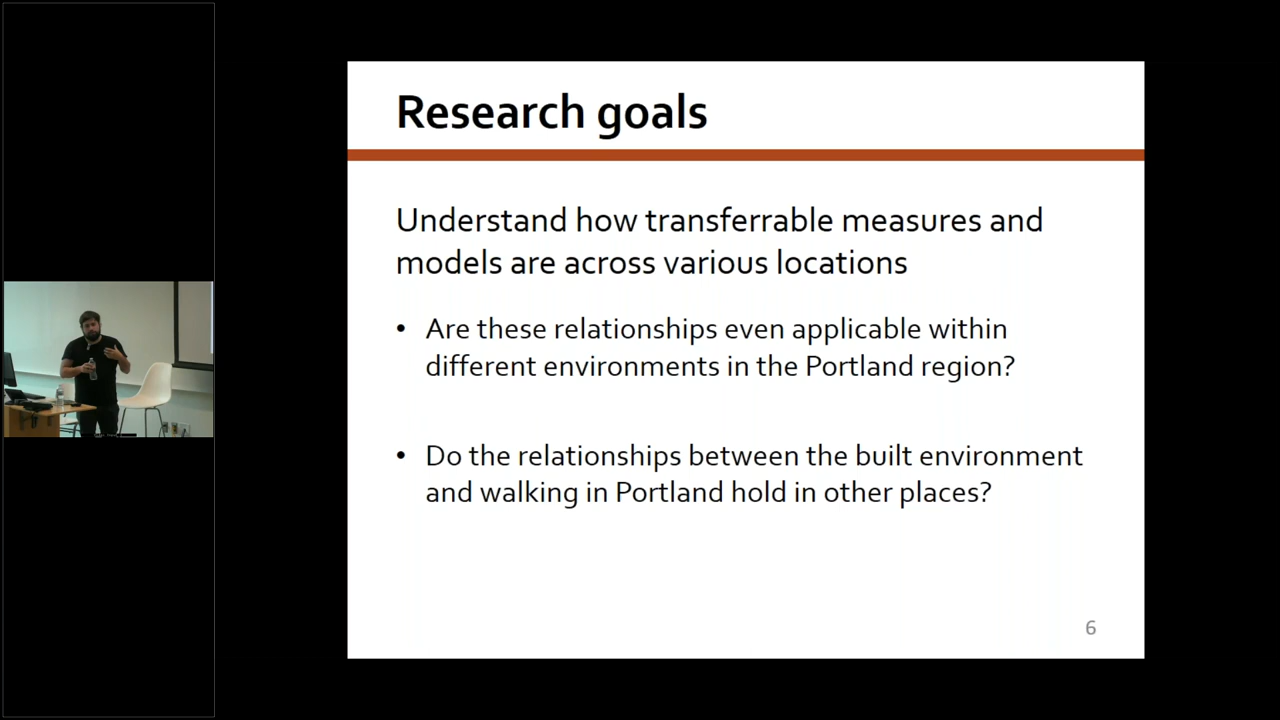 Research goals
Understand how transferrable measures and
models are across various locations
• Are these relationships even applicable within
different environments in the Portland region?
• Do the relationships between the built environment
and walking in Portland hold in other places?
6